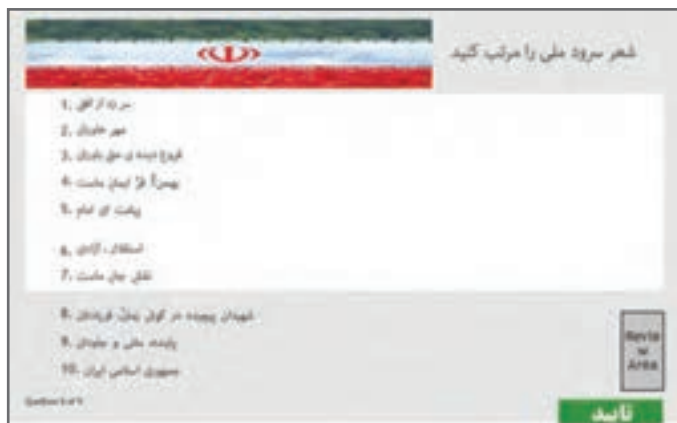 شعر سرود ملی را مرتب کنید
1. سر زد از افق
2. مهر خاوران
3. فروغ دیده ی حق باوران
4. بهمن فرّ ایمان ماست
5. پیامت ای امام
6. استقلال، آزادی
7. نقش جان ماست
8. شهیدان پیچیده در گوش زمان فریادتان
9. پاینده مانی و جاودان
10. جمهوری اسلامی ایران
Review Area
تایید